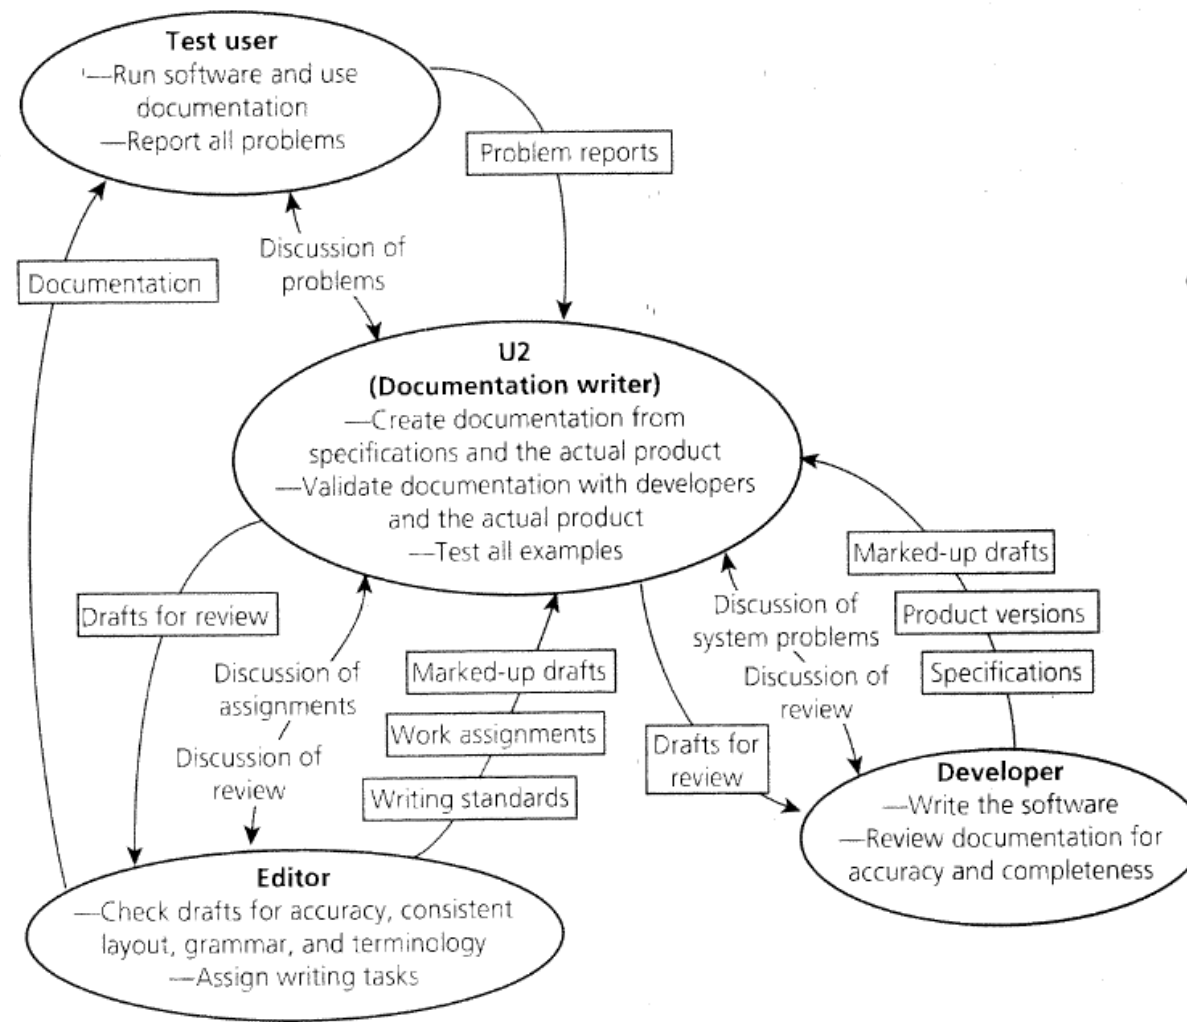 Test user
—Run software and use
documentation
—Report all problems
Problem reports
Discussion of
problems
Documentation
U2
(Documentation writer)
—Create documentation from
specifications and the actual product
—Validate documentation with developers
and the actual product
—Test all examples
Marked-up drafts
Product versions
Specifications
Discussion of
system problems
Discussion of
review
Drafts for review
Discussion of
assignments
Discussion of
review
Marked-up drafts
Work assignments
Writing standards
Drafts for
review
Developer
—Write the software
—Review documentation for
accuracy and completeness
Editor
—Check drafts for accuracy, consistent
layout, grammar, and terminology
—Assign writing tasks